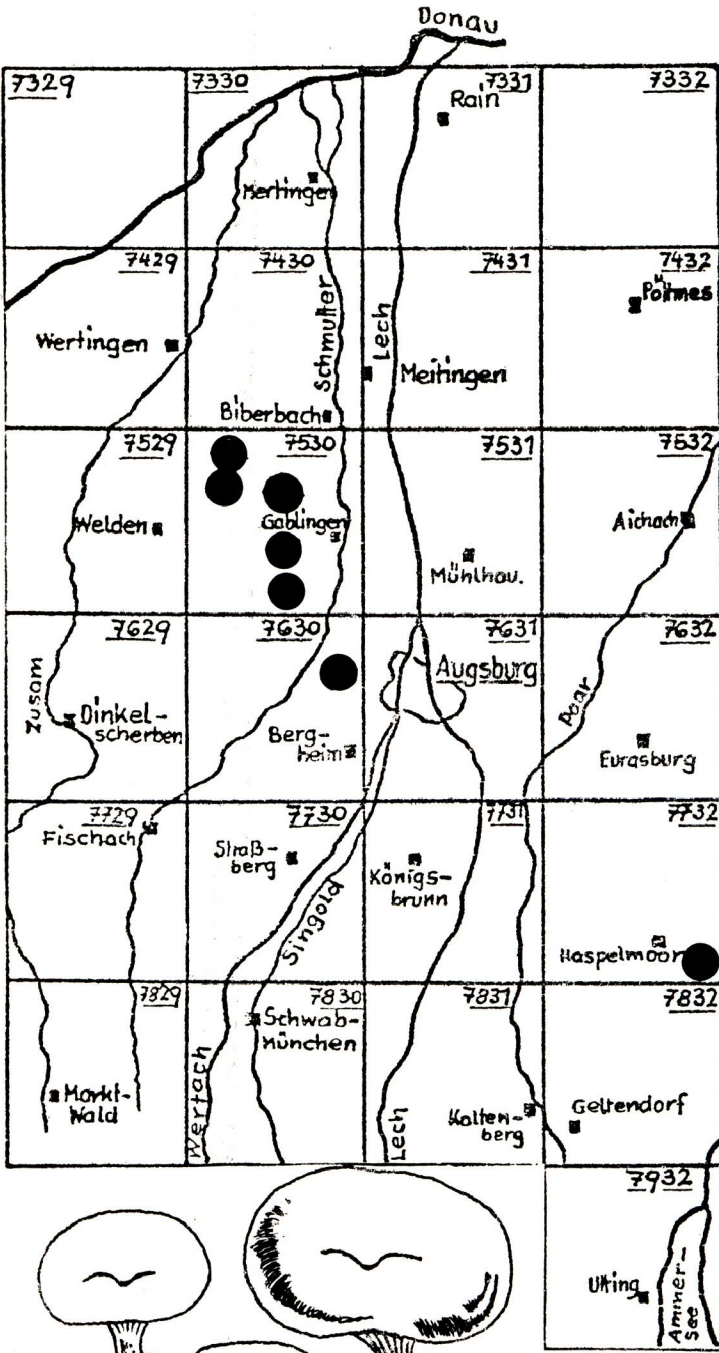 Donau
7329
7330
7331
7332
Rain
Mertingen
7429
7430
7431
7432
Schmutter
Lech
Pöttmes
Wertingen
Meitingen
Biberbach
7529
7530
7531
7532
Welden
Gablingen
Aichach
Mühlhau.
7629
7630
7631
7632
Zusam
Augsburg
Paar
Dinkel-
scherben
Berg-
heim
Eurasburg
7729
7730
7731
7732
Fischach
Straß-
berg
Singold
Königs-
brunn
Haspelmoor
7829
7830
7831
7832
Schwab-
münchen
Markt-
Wald
Wertach
Lech
Kalten-
berg
Geltendorf
7932
Utting
Ammer-
See